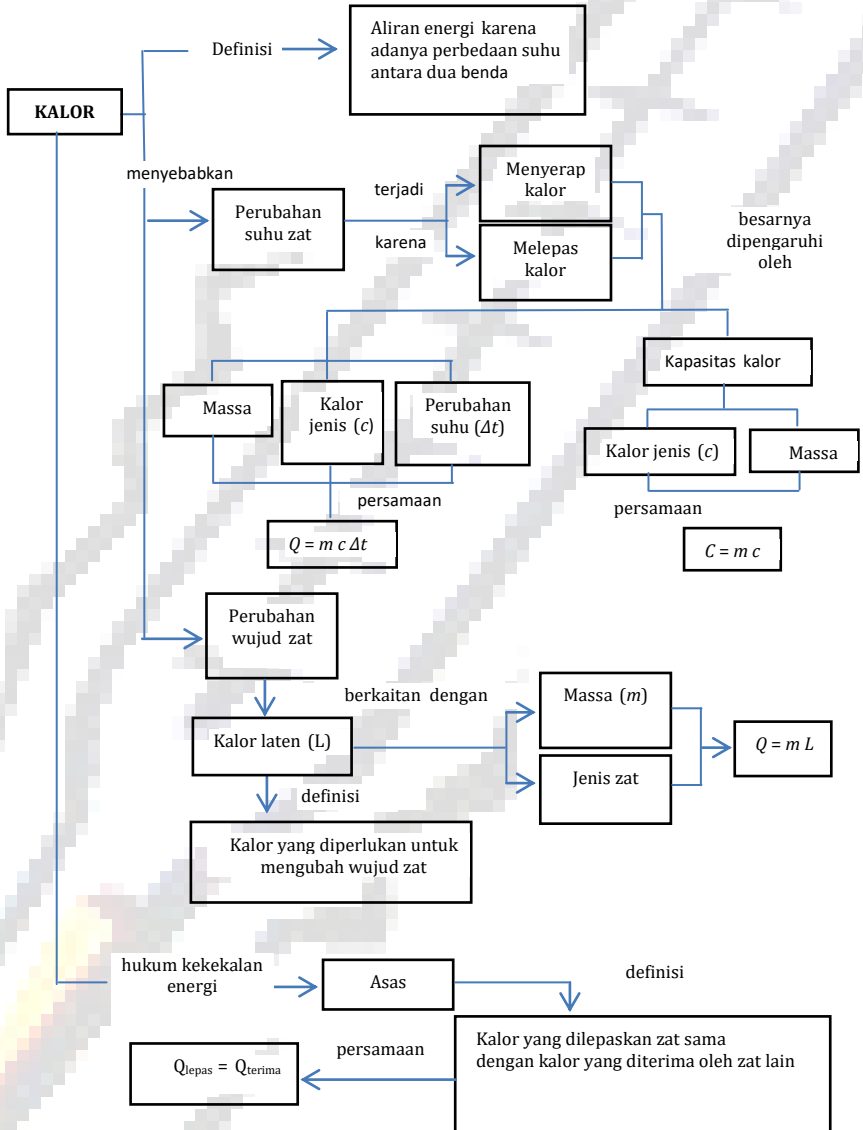 Definisi
Aliran energi karena
adanya perbedaan suhu
antara dua benda
KALOR
menyebabkan
Perubahan
suhu zat
terjadi
karena
Menyerap
kalor
Melepas
kalor
besarnya
dipengaruhi
oleh
Massa
Kalor
jenis (c)
Perubahan
suhu (Δt)
persamaan
Q = m c Δt
Kapasitas kalor
Kalor jenis (c)
Massa
persamaan
C = m c
Perubahan
wujud zat
Kalor laten (L)
berkaitan dengan
Massa (m)
Jenis zat
Q = m L
definisi
Kalor yang diperlukan untuk
mengubah wujud zat
hukum kekekalan
energi
Asas
definisi
Kalor yang dilepaskan zat sama
dengan kalor yang diterima oleh zat lain
persamaan
Qlepas = Qterima